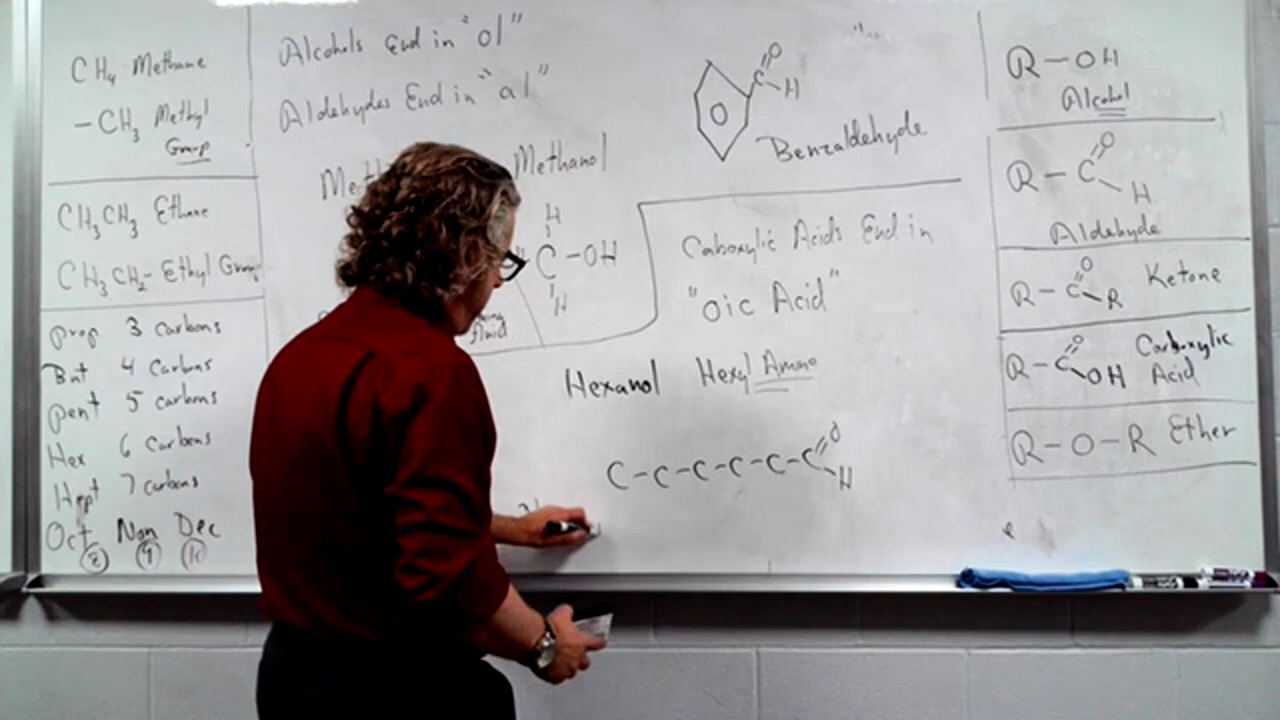 CH4 Methane
-CH3 Methyl
Group
CH3CH3 Ethane
CH3CH2- Ethyl Group
Prop 3 carbons
But 4 Carbons
Pent 5 carbons
Hex 6 Carbons
Hept 7 carbons
Oct Non Dec
8 9 10
Alcohols End in "ol"
Aldehydes End in "al"
Methanol
H
C-OH
H
fluid
O
C
H
O
Benzaldehyde
Caboxylic Acids End in
"oic Acid"
Hexanol Hexyl Amino
C-C-C-C-C-C
O
H
R-OH
Alcohol
O
R-C
H
Aldehyde
O
R-C-R Ketone
O
R-C
OH
Carboxylic
Acid
R-O-R Ether